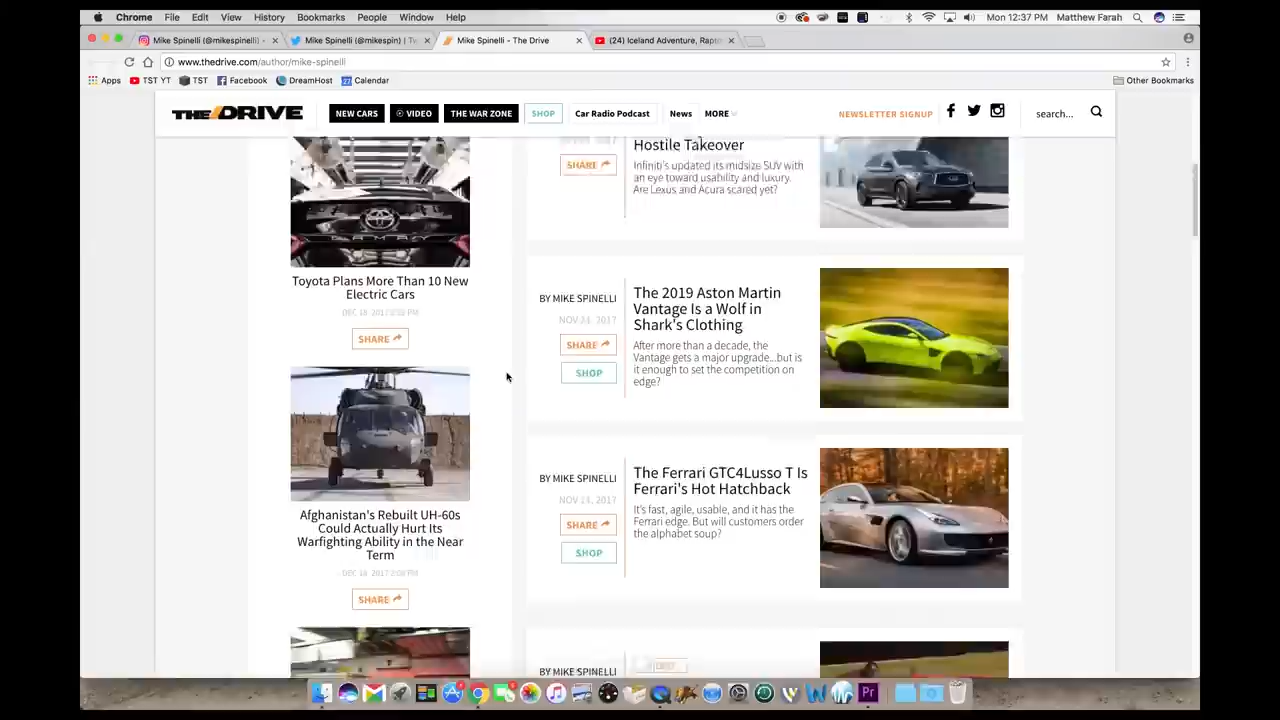 Chrome File Edit View History Bookmarks People Window Help
Mon 12:37 PM Matthew Farah
Mike Spinelli (@mikespinelli) -
Mike Spinelli (@mikespin) | Tw
Mike Spinelli - The Drive
(24) Iceland Adventure, Rapto
www.thedrive.com/author/mike-spinelli
Apps TST YT TST Facebook DreamHost Calendar
Other Bookmarks
THE DRIVE
NEW CARS VIDEO THE WAR ZONE SHOP Car Radio Podcast News MORE
NEWSLETTER SIGNUP
search...
Toyota Plans More Than 10 New
Electric Cars
SHARE
Afghanistan's Rebuilt UH-60s
Could Actually Hurt Its
Warfighting Ability in the Near
Term
SHARE
SHARE
Hostile Takeover
Infiniti's updated its midsize SUV with
an eye toward usability and luxury.
Are Lexus and Acura scared yet?
BY MIKE SPINELLI
SHARE
SHOP
The 2019 Aston Martin
Vantage Is a Wolf in
Shark's Clothing
After more than a decade, the
Vantage gets a major upgrade...but is
it enough to set the competition on
edge?
BY MIKE SPINELLI
SHARE
SHOP
The Ferrari GTC4Lusso T Is
Ferrari's Hot Hatchback
It's fast, agile, usable, and it has the
Ferrari edge. But will customers order
the alphabet soup?
BY MIKE SPINELLI